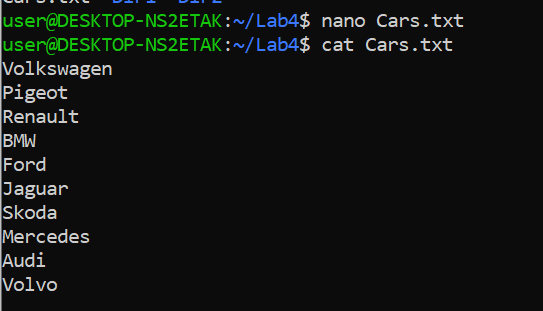 user@DESKTOP-NS2ETAK:~/Lab4$ nano Cars.txt
user@DESKTOP-NS2ETAK:~/Lab4$ cat Cars.txt
Volkswagen
Pigeot
Renault
BMW
Ford
Jaguar
Skoda
Mercedes
Audi
Volvo